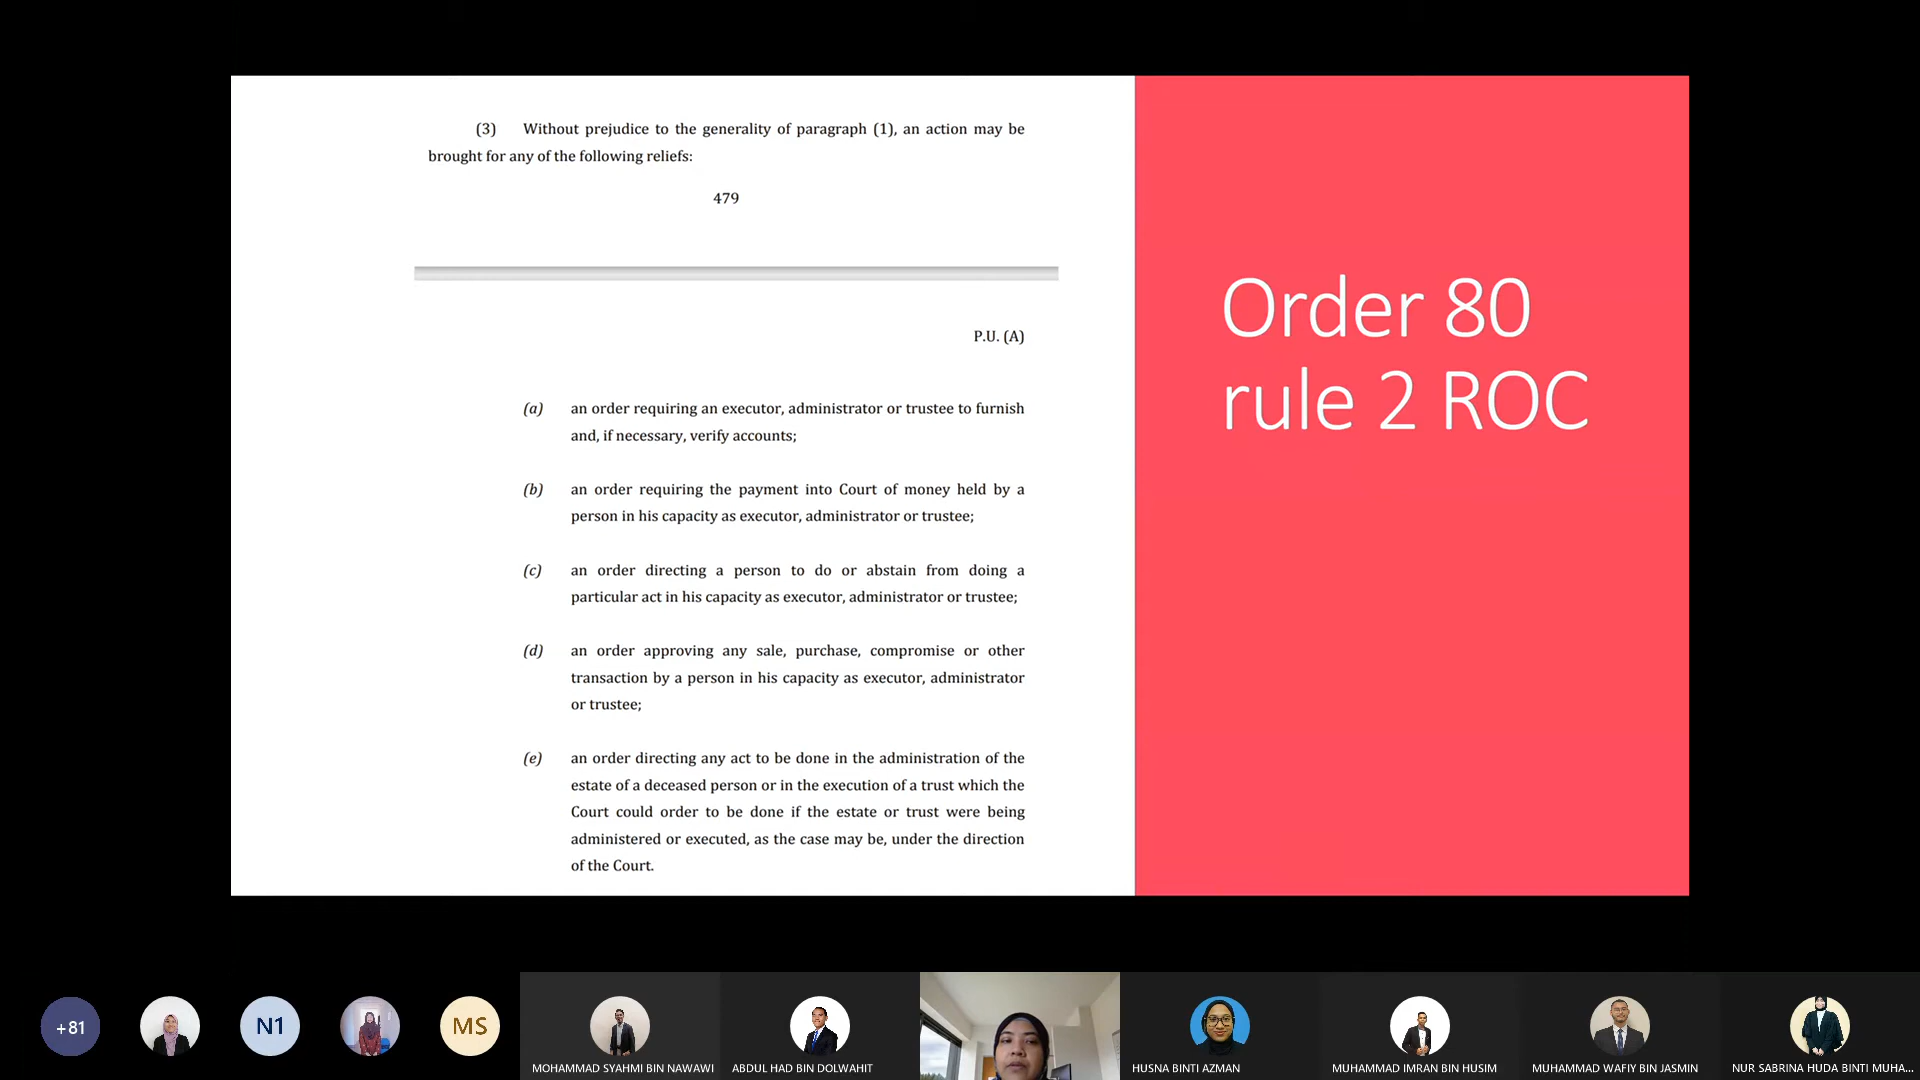 (3) Without prejudice to the generality of paragraph (1), an action may be
brought for any of the following reliefs:
479
P.U. (A)
(a) an order requiring an executor, administrator or trustee to furnish
and, if necessary, verify accounts;
(b) an order requiring the payment into Court of money held by a
person in his capacity as executor, administrator or trustee;
(c) an order directing a person to do or abstain from doing a
particular act in his capacity as executor, administrator or trustee;
(d) an order approving any sale, purchase, compromise or other
transaction by a person in his capacity as executor, administrator
or trustee;
(e) an order directing any act to be done in the administration of the
estate of a deceased person or in the execution of a trust which the
Court could order to be done if the estate or trust were being
administered or executed, as the case may be, under the direction
of the Court.
Order 80
rule 2 ROC
+81
N1
MS
MOHAMMAD SYAHMI BIN NAWAWI
ABDUL HAD BIN DOLWAHIT
HUSNA BINTI AZMAN
MUHAMMAD IMRAN BIN HUSIM
MUHAMMAD WAFIY BIN JASMIN
NUR SABRINA HUDA BINTI MUHA...